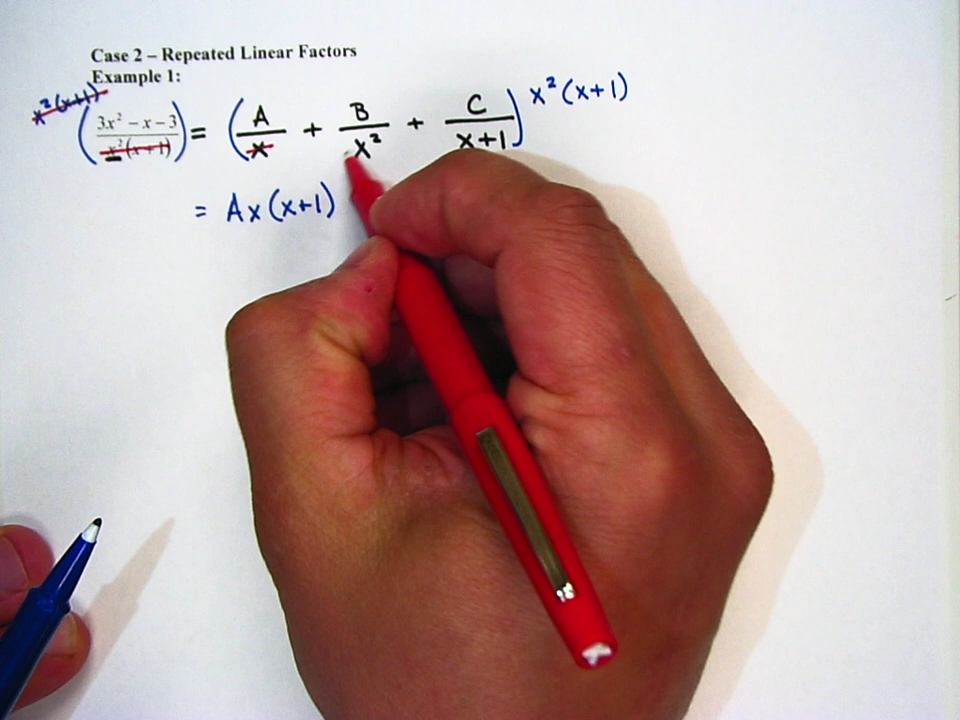 Case 2 – Repeated Linear Factors
Example 1:
x²(x+1) (3x² − x − 3 / x²(x + 1)) = (A/x + B/x² + C/x+1) x²(x+1)
= Ax(x+1)